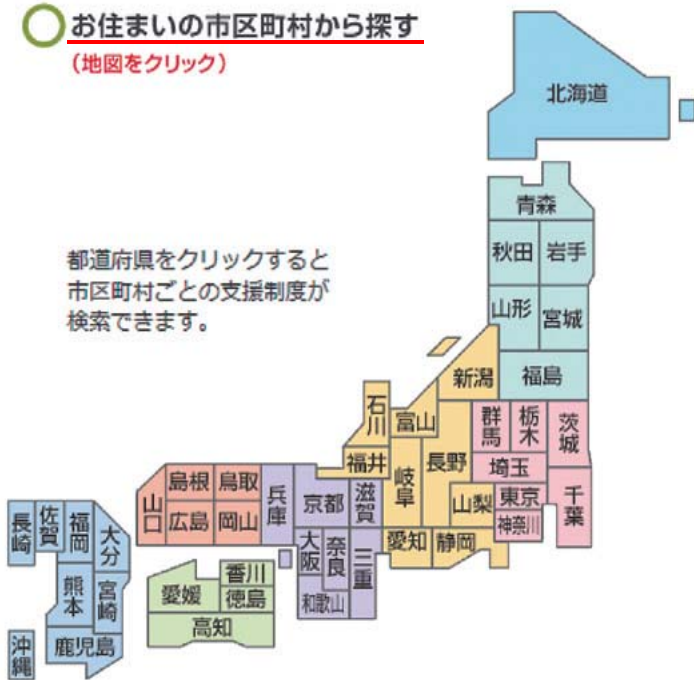 お住まいの市区町村から探す
（地図をクリック）
北海道
青森
都道府県をクリックすると
市区町村ごとの支援制度が
検索できます。
秋田
岩手
山形
宮城
新潟
福島
石川
富山
群馬
栃木
茨城
福井
岐阜
長野
埼玉
千葉
山口
島根
鳥取
兵庫
京都
滋賀
山梨
東京
神奈川
広島
岡山
長崎
佐賀
福岡
大分
大阪
奈良
三重
愛知
静岡
香川
愛媛
徳島
和歌山
熊本
宮崎
高知
沖縄
鹿児島